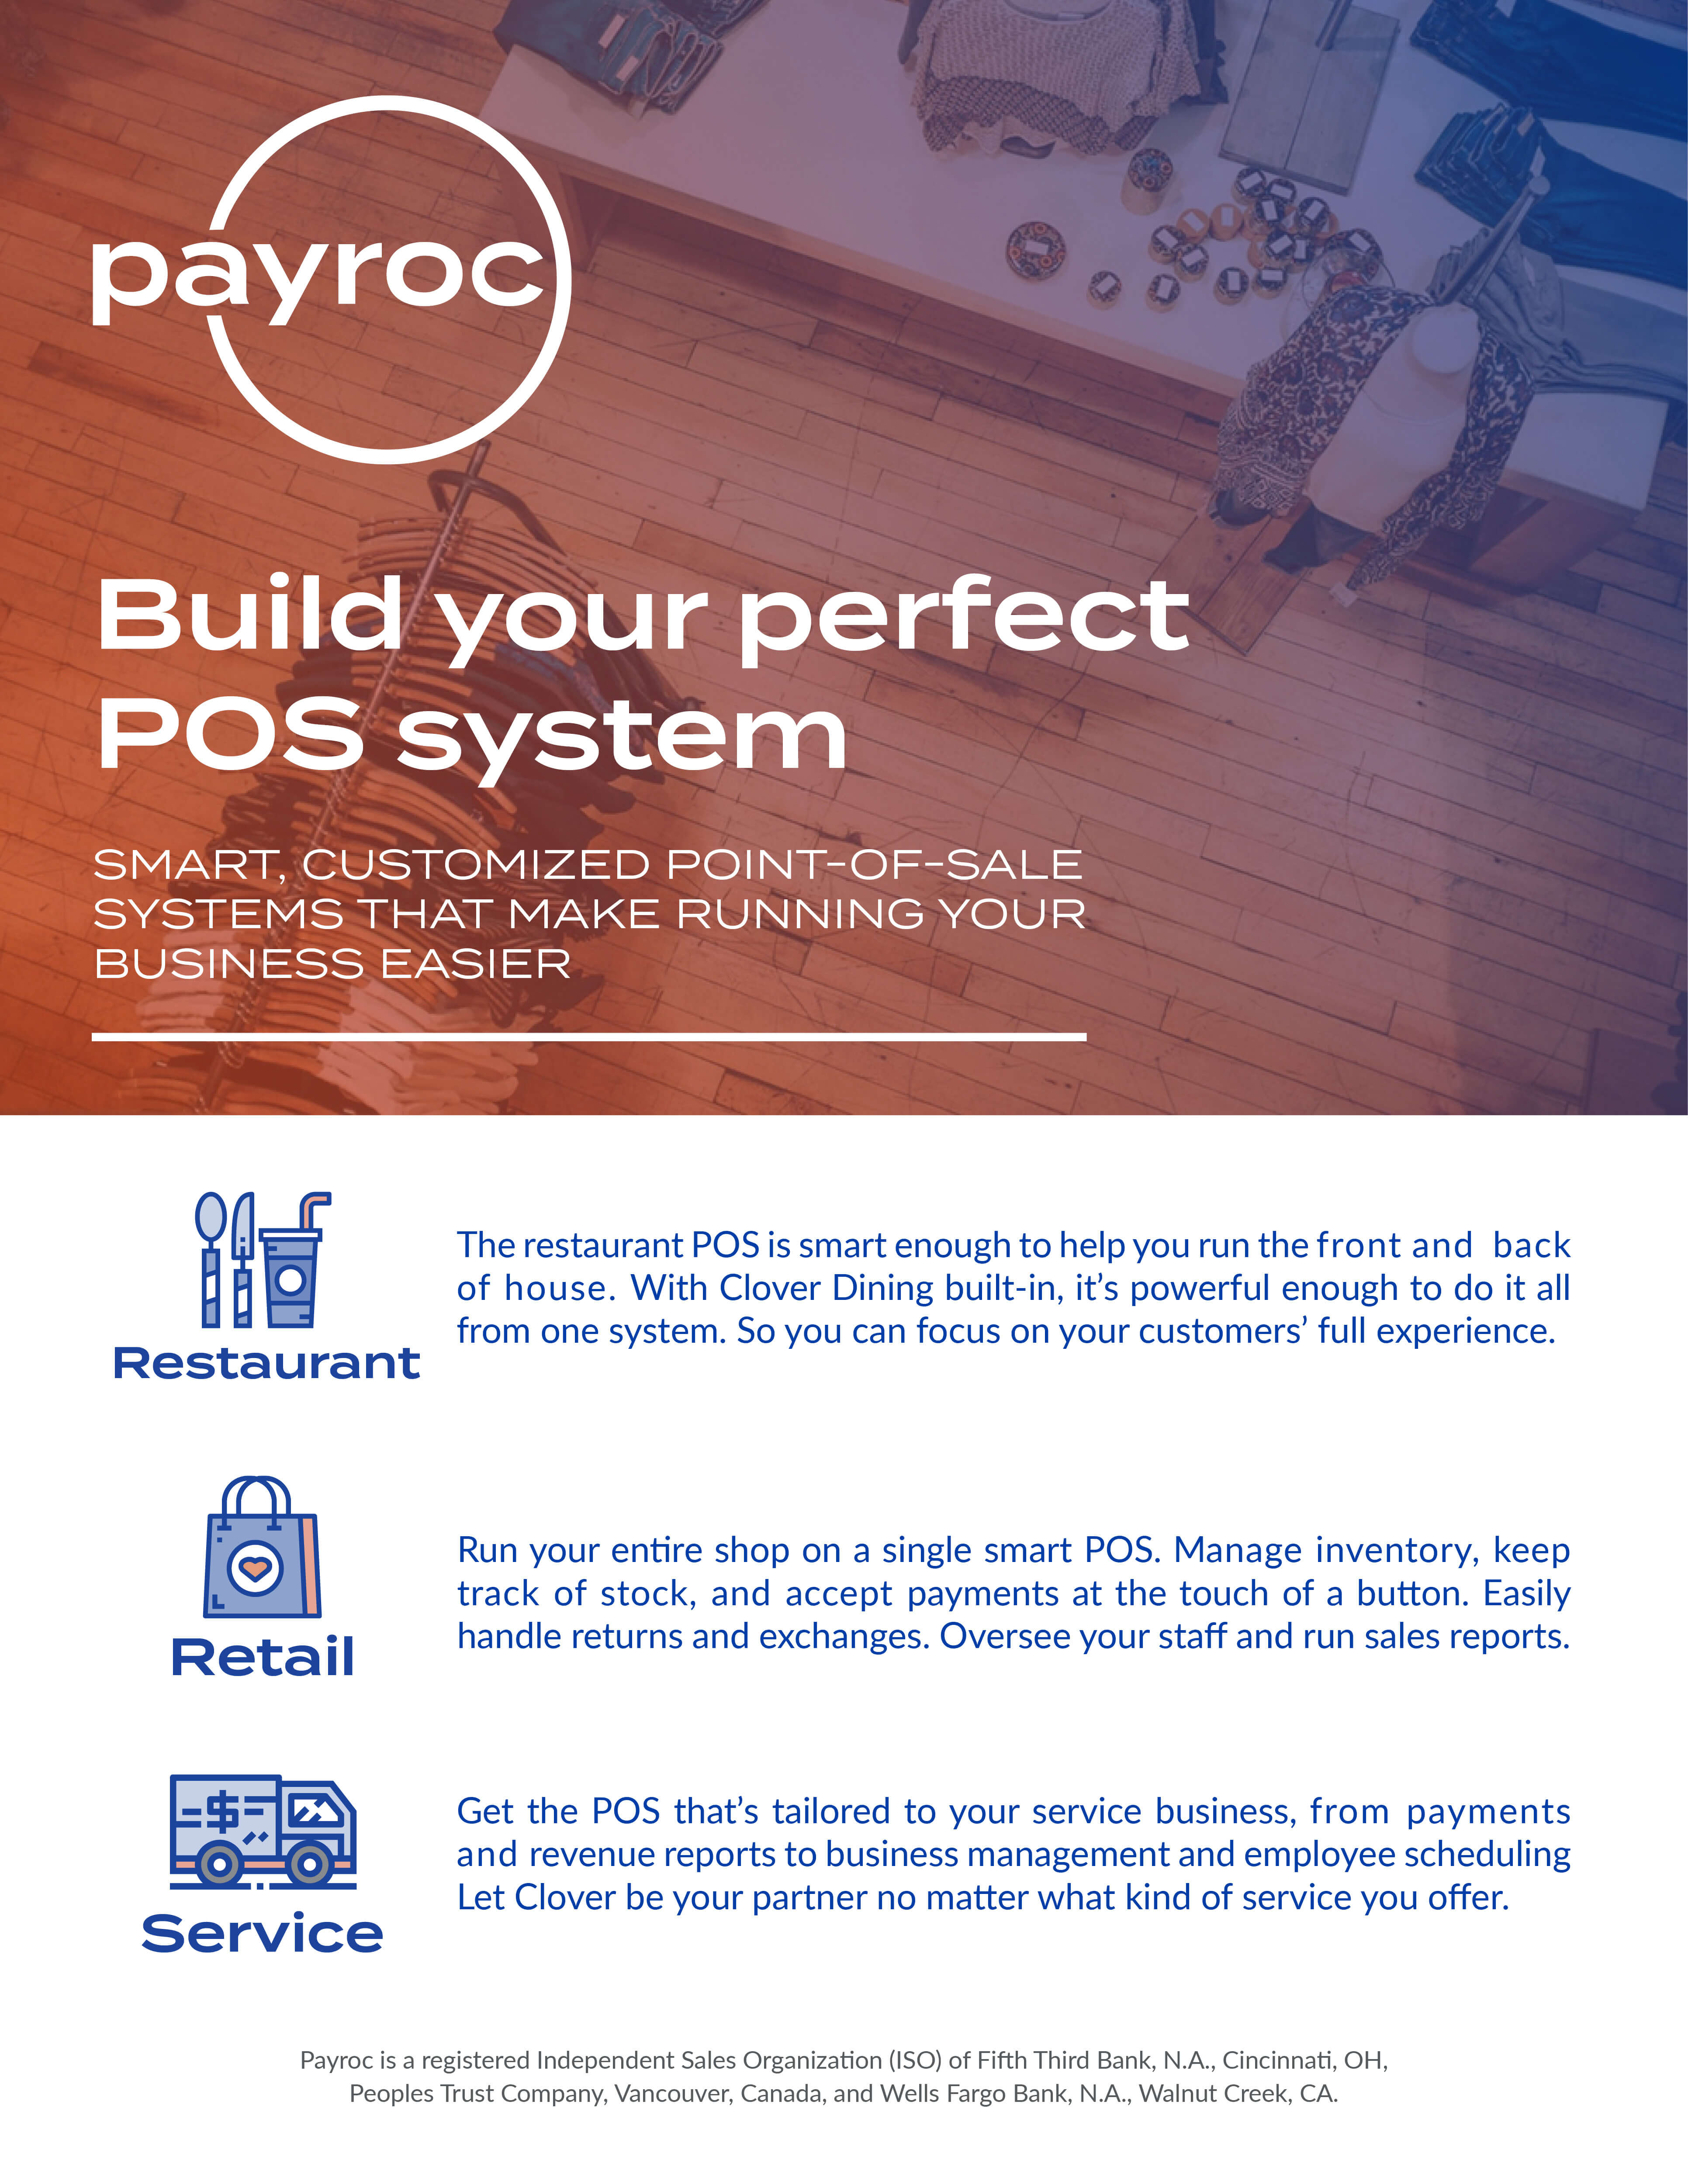 payroc
Build your perfect
POS system
SMART, CUSTOMIZED POINT-OF-SALE
SYSTEMS THAT MAKE RUNNING YOUR
BUSINESS EASIER
Restaurant
The restaurant POS is smart enough to help you run the front and back
of house. With Clover Dining built-in, it’s powerful enough to do it all
from one system. So you can focus on your customers’ full experience.
Retail
Run your entire shop on a single smart POS. Manage inventory, keep
track of stock, and accept payments at the touch of a button. Easily
handle returns and exchanges. Oversee your staff and run sales reports.
$
Service
Get the POS that’s tailored to your service business, from payments
and revenue reports to business management and employee scheduling
Let Clover be your partner no matter what kind of service you offer.
Payroc is a registered Independent Sales Organization (ISO) of Fifth Third Bank, N.A., Cincinnati, OH,
Peoples Trust Company, Vancouver, Canada, and Wells Fargo Bank, N.A., Walnut Creek, CA.